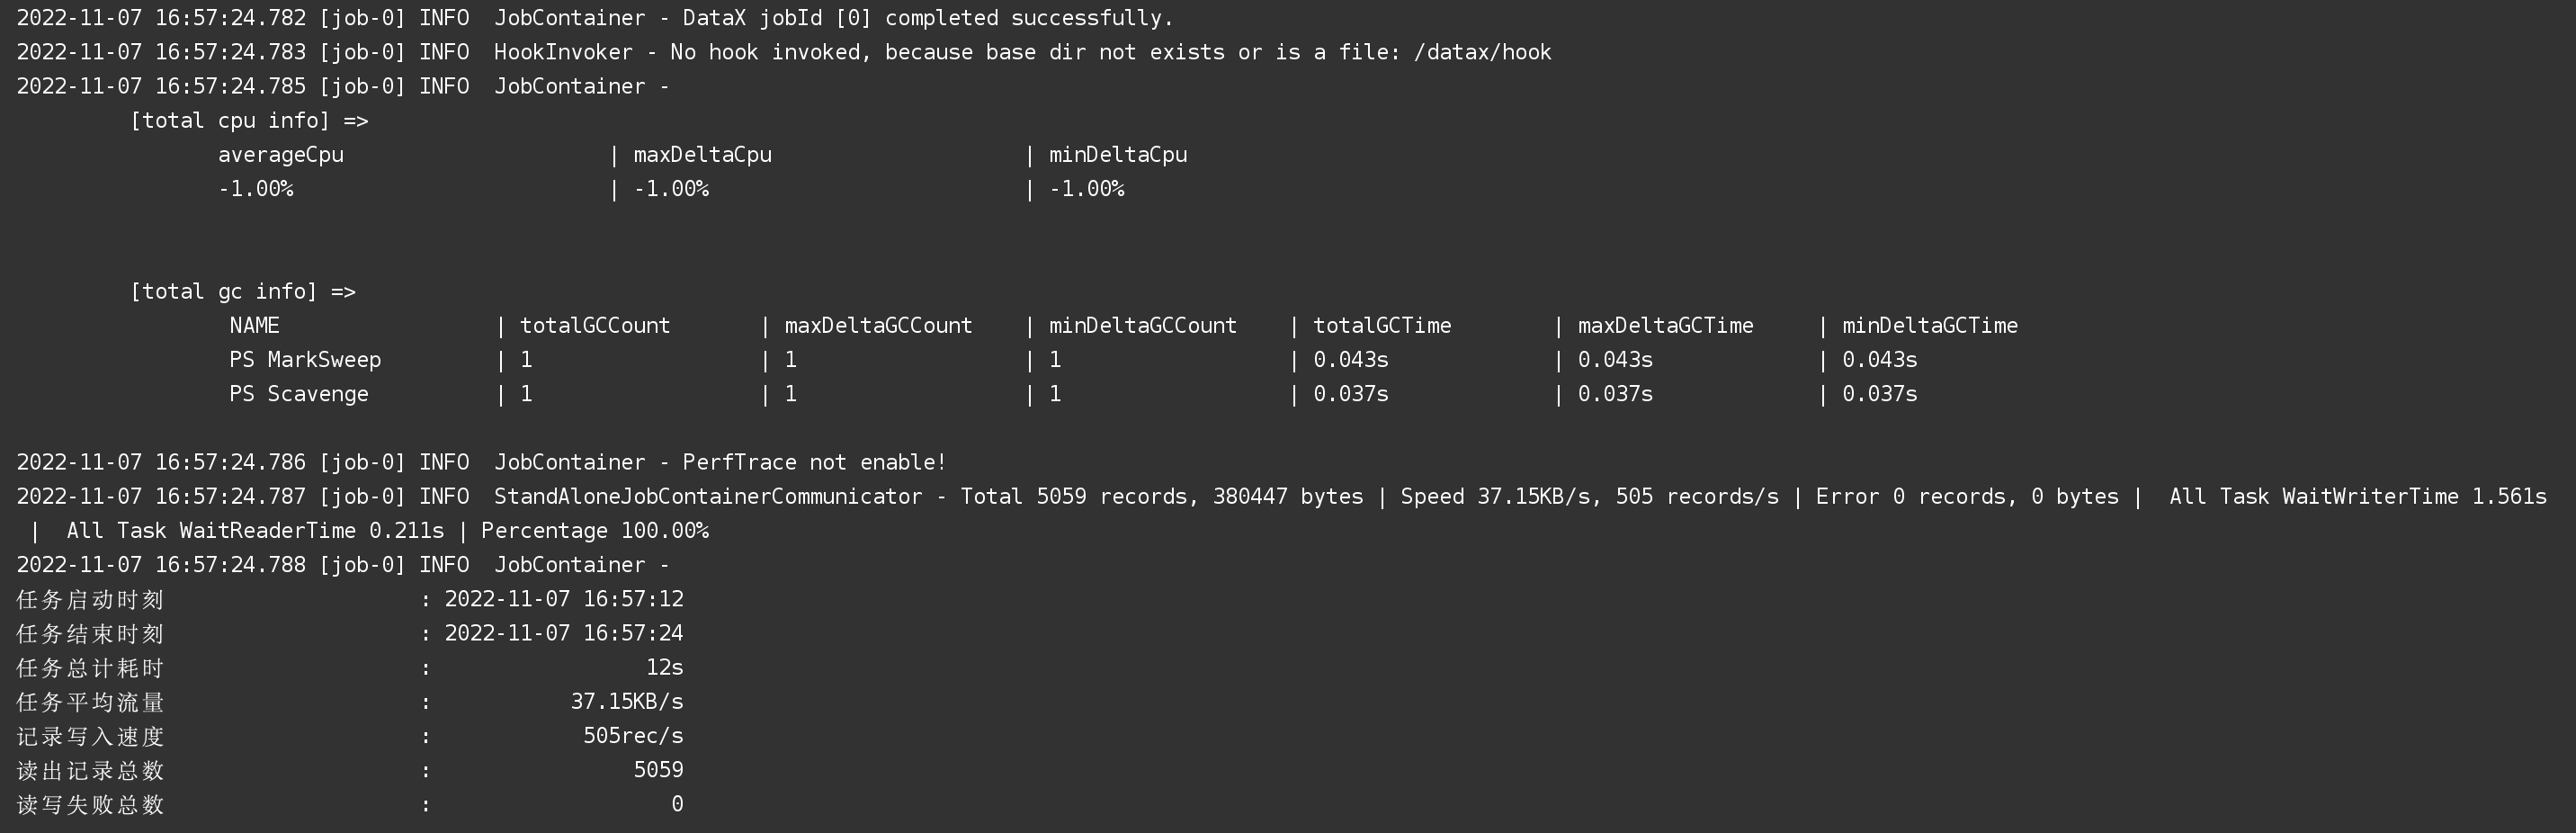 2022-11-07 16:57:24.782 [job-0] INFO  JobContainer - DataX jobId [0] completed successfully.
2022-11-07 16:57:24.783 [job-0] INFO  HookInvoker - No hook invoked, because base dir not exists or is a file: /datax/hook
2022-11-07 16:57:24.785 [job-0] INFO  JobContainer -
[total cpu info] =>
averageCpu                     | maxDeltaCpu                    | minDeltaCpu
-1.00%                         | -1.00%                         | -1.00%
[total gc info] =>
NAME                 | totalGCCount       | maxDeltaGCCount    | minDeltaGCCount    | totalGCTime        | maxDeltaGCTime     | minDeltaGCTime
PS MarkSweep         | 1                  | 1                  | 1                  | 0.043s             | 0.043s             | 0.043s
PS Scavenge          | 1                  | 1                  | 1                  | 0.037s             | 0.037s             | 0.037s
2022-11-07 16:57:24.786 [job-0] INFO  JobContainer - PerfTrace not enable!
2022-11-07 16:57:24.787 [job-0] INFO  StandAloneJobContainerCommunicator - Total 5059 records, 380447 bytes | Speed 37.15KB/s, 505 records/s | Error 0 records, 0 bytes |  All Task WaitWriterTime 1.561s
|  All Task WaitReaderTime 0.211s | Percentage 100.00%
2022-11-07 16:57:24.788 [job-0] INFO  JobContainer -
任务启动时刻                    : 2022-11-07 16:57:12
任务结束时刻                    : 2022-11-07 16:57:24
任务总计耗时                    :                 12s
任务平均流量                    :           37.15KB/s
记录写入速度                    :            505rec/s
读出记录总数                    :                5059
读写失败总数                    :                   0